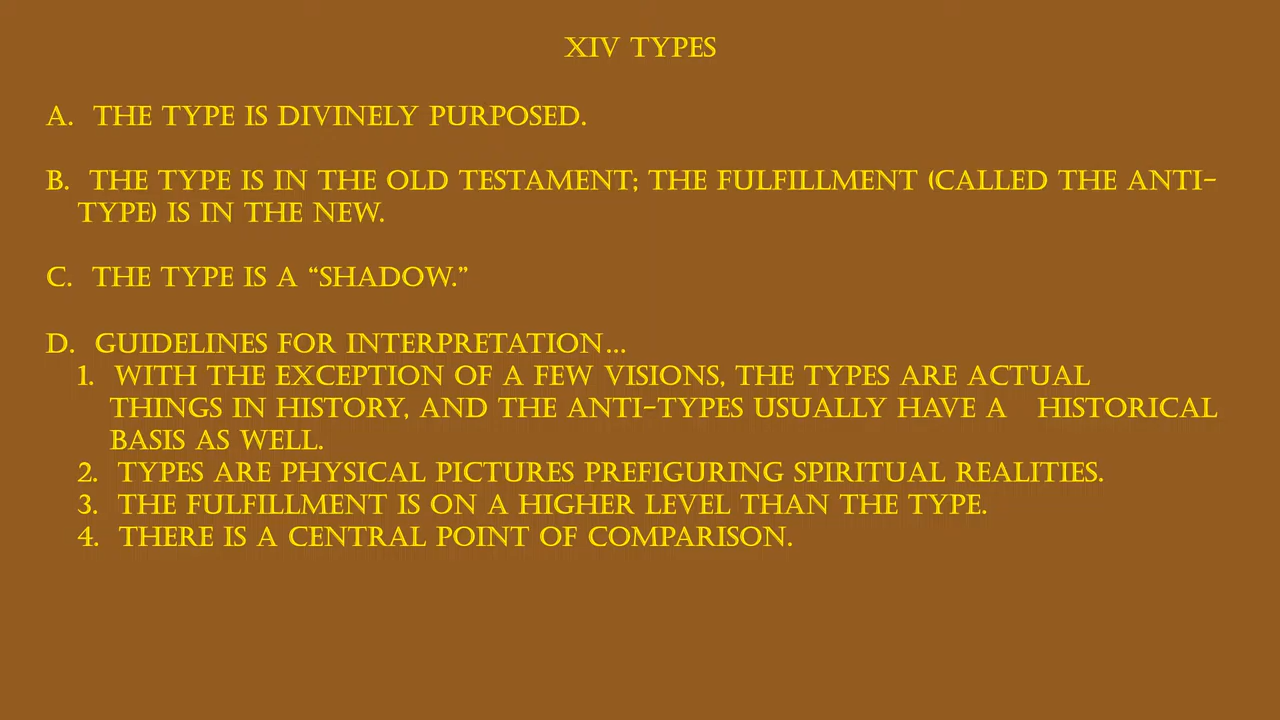 XIV TYPES
A. THE TYPE IS DIVINELY PURPOSED.
B. THE TYPE IS IN THE OLD TESTAMENT; THE FULFILLMENT (CALLED THE ANTI-
TYPE) IS IN THE NEW.
C. THE TYPE IS A “SHADOW.”
D. GUIDELINES FOR INTERPRETATION...
1. WITH THE EXCEPTION OF A FEW VISIONS, THE TYPES ARE ACTUAL
THINGS IN HISTORY, AND THE ANTI-TYPES USUALLY HAVE A HISTORICAL
BASIS AS WELL.
2. TYPES ARE PHYSICAL PICTURES PREFIGURING SPIRITUAL REALITIES.
3. THE FULFILLMENT IS ON A HIGHER LEVEL THAN THE TYPE.
4. THERE IS A CENTRAL POINT OF COMPARISON.